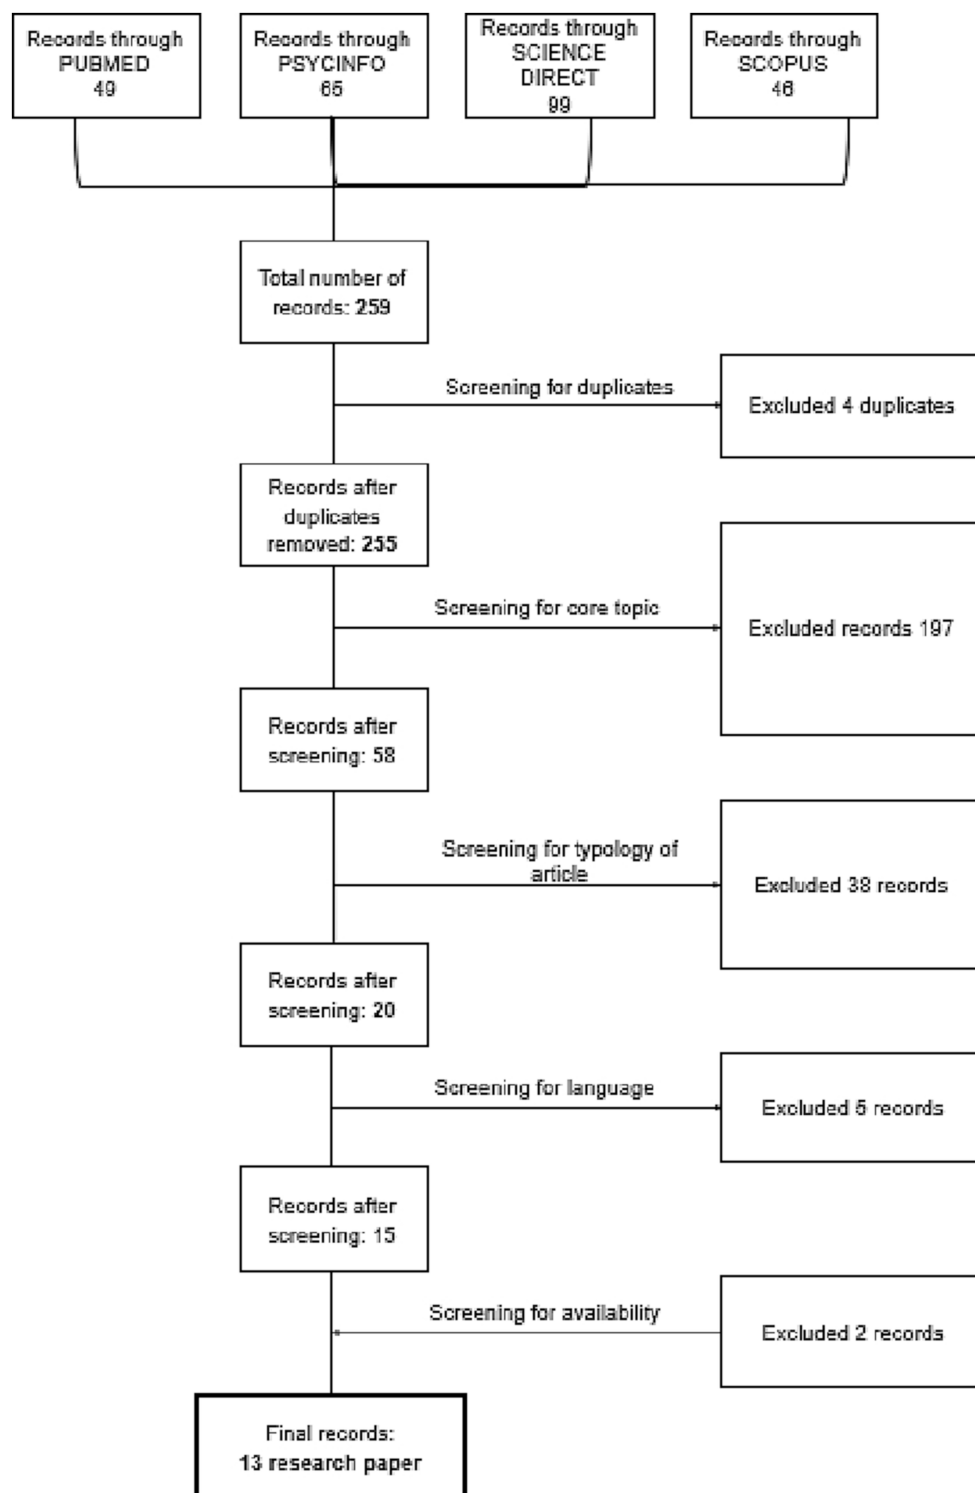 Records through
PUBMED
49
Records through
PSYCINFO
65
Records through
SCIENCE
DIRECT
99
Records through
SCOPUS
46
Total number of
records: 259
Screening for duplicates
Excluded 4 duplicates
Records after
duplicates
removed: 255
Screening for core topic
Excluded records 197
Records after
screening: 58
Screening for typology of
article
Excluded 38 records
Records after
screening: 20
Screening for language
Excluded 5 records
Records after
screening: 15
Screening for availability
Excluded 2 records
Final records:
13 research paper